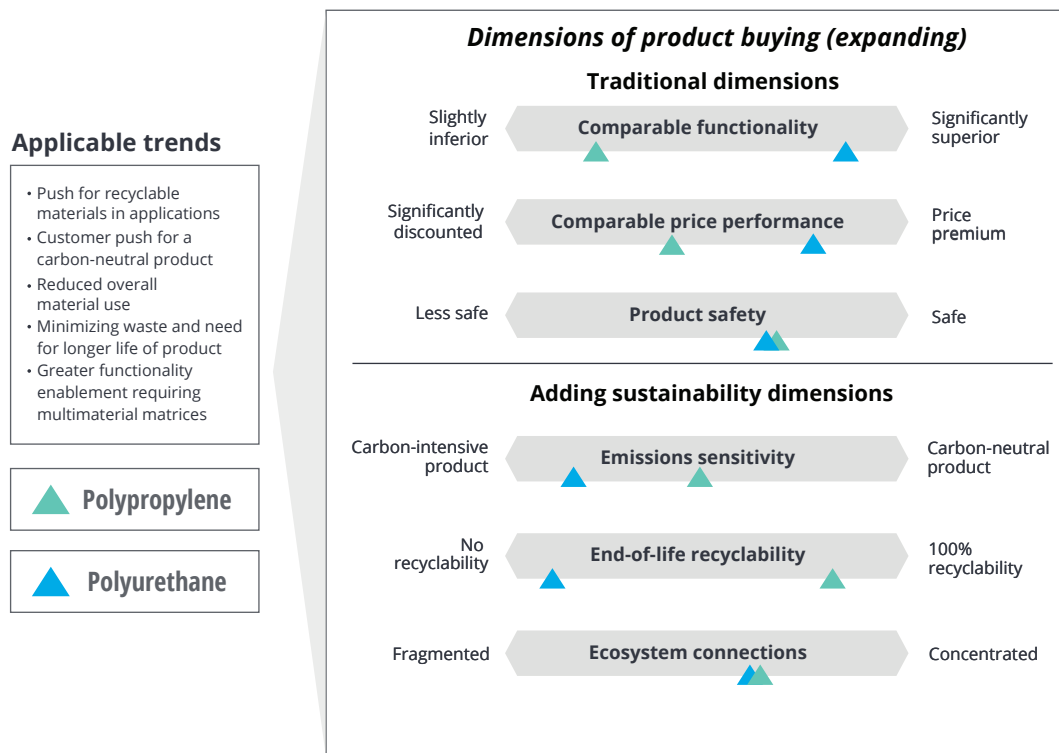 Dimensions of product buying (expanding)
Traditional dimensions
Slightly
inferior
Comparable functionality
Significantly
superior
Significantly
discounted
Comparable price performance
Price
premium
Less safe
Product safety
Safe
Adding sustainability dimensions
Carbon-intensive
product
Emissions sensitivity
Carbon-neutral
product
No
recyclability
End-of-life recyclability
100%
recyclability
Fragmented
Ecosystem connections
Concentrated
Applicable trends
• Push for recyclable
materials in applications
• Customer push for a
carbon-neutral product
• Reduced overall
material use
• Minimizing waste and need
for longer life of product
• Greater functionality
enablement requiring
multimaterial matrices
Polypropylene
Polyurethane